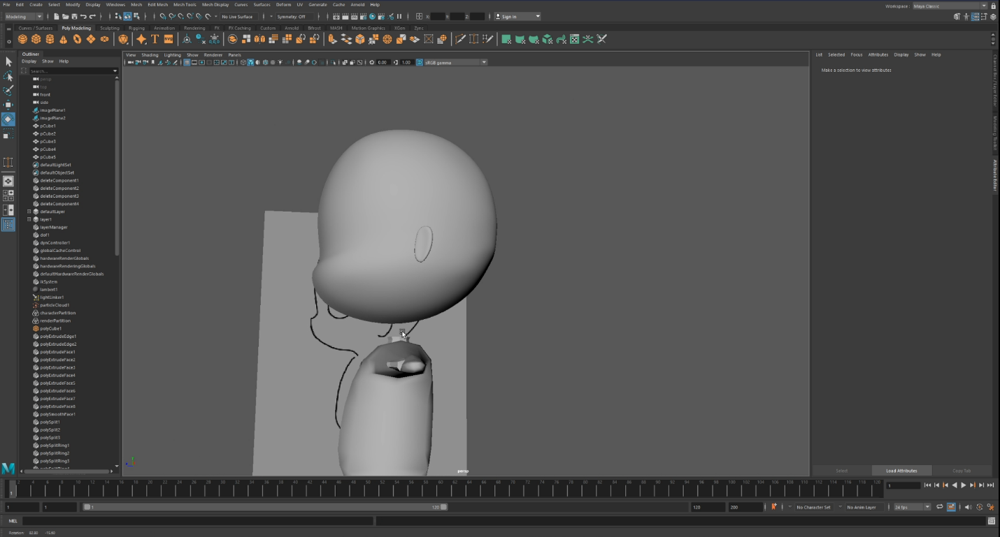 File Edit Create Select Modify Display Windows Mesh Edit Mesh Mesh Tools Mesh Display Curves Surfaces Deform UV Generate Cache Arnold Help
Workspace: Maya Classic
Modeling
No Live Surface
Symmetry: Off
X:
Y:
Z:
Sign In
Curves / Surfaces Poly Modeling Sculpting Rigging Animation Rendering FX FX Caching Custom Arnold Bifrost MASH Motion Graphics XGen Zync
Outliner
Display Show Help
Search...
persp
top
front
side
imagePlane1
imagePlane2
pCube1
pCube2
pCube3
pCube4
pCube5
defaultLightSet
defaultObjectSet
deleteComponent1
deleteComponent2
deleteComponent3
deleteComponent4
defaultLayer
layer1
layerManager
dof1
dynController1
globalCacheControl
hardwareRenderGlobals
hardwareRenderingGlobals
defaultHardwareRenderGlobals
ikSystem
lambert1
lightLinker1
particleCloud1
characterPartition
renderPartition
polyCube1
polyExtrudeEdge1
polyExtrudeEdge2
polyExtrudeFace1
polyExtrudeFace2
polyExtrudeFace3
polyExtrudeFace4
polyExtrudeFace5
polyExtrudeFace6
polyExtrudeFace7
polyExtrudeFace8
polySmoothFace1
polySplit1
polySplit2
polySplit3
polySplitRing1
polySplitRing2
polySplitRing3
View Shading Lighting Show Renderer Panels
0.00
1.00
sRGB gamma
persp
List Selected Focus Attributes Display Show Help
Make a selection to view attributes
Select
Load Attributes
Copy Tab
Channel Box / Layer Editor
Modeling Toolkit
Attribute Editor
2 4 6 8 10 12 14 16 18 20 22 24 26 28 30 32 34 36 38 40 42 44 46 48 50 52 54 56 58 60 62 64 66 68 70 72 74 76 78 80 82 84 86 88 90 92 94 96 98 100 102 104 106 108 110 112 114 116 118 120
1
1
1
1
1
120
120
200
No Character Set
No Anim Layer
24 fps
MEL
Rotation: 82.80 -15.60